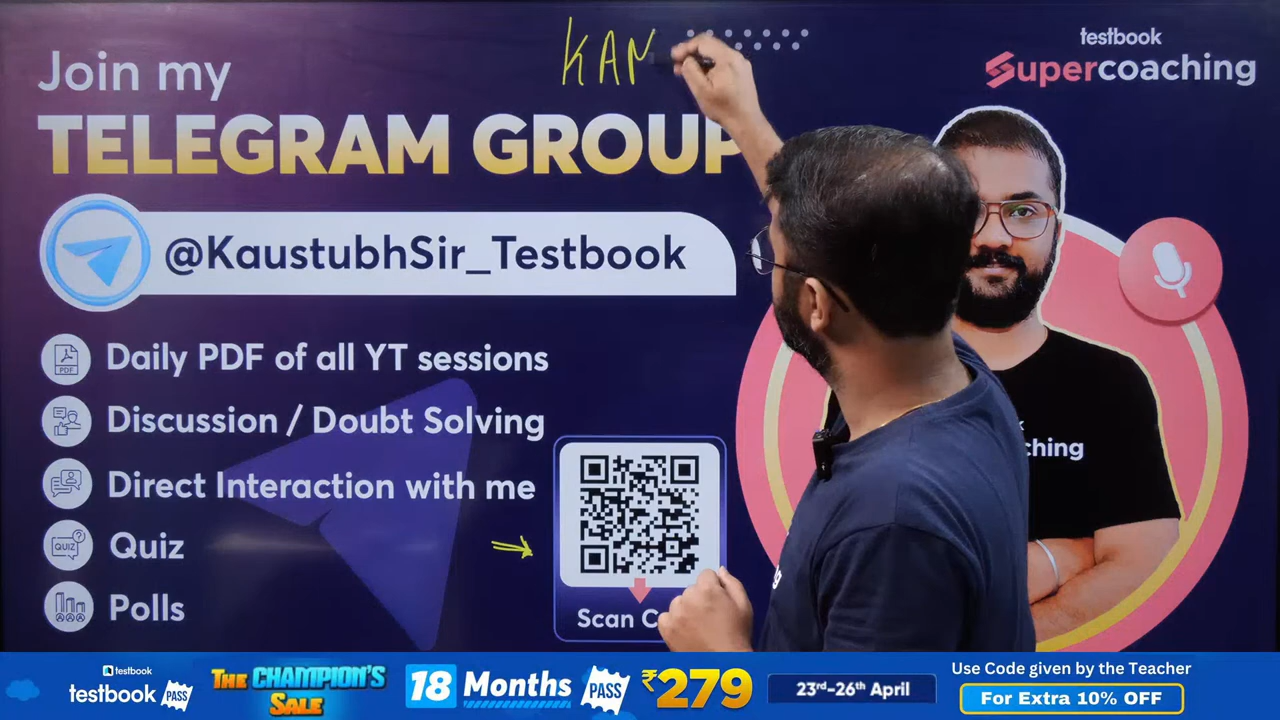 KAN
testbook
Supercoaching
Join my
TELEGRAM GROUP
@KaustubhSir_Testbook
Daily PDF of all YT sessions
PDF
Discussion / Doubt Solving
Direct Interaction with me
QUIZ
Quiz
Polls
Scan
ching
testbook
testbook PASS
THE CHAMPION'S
SALE
18 Months PASS ₹279
23rd-26th April
Use Code given by the Teacher
For Extra 10% OFF